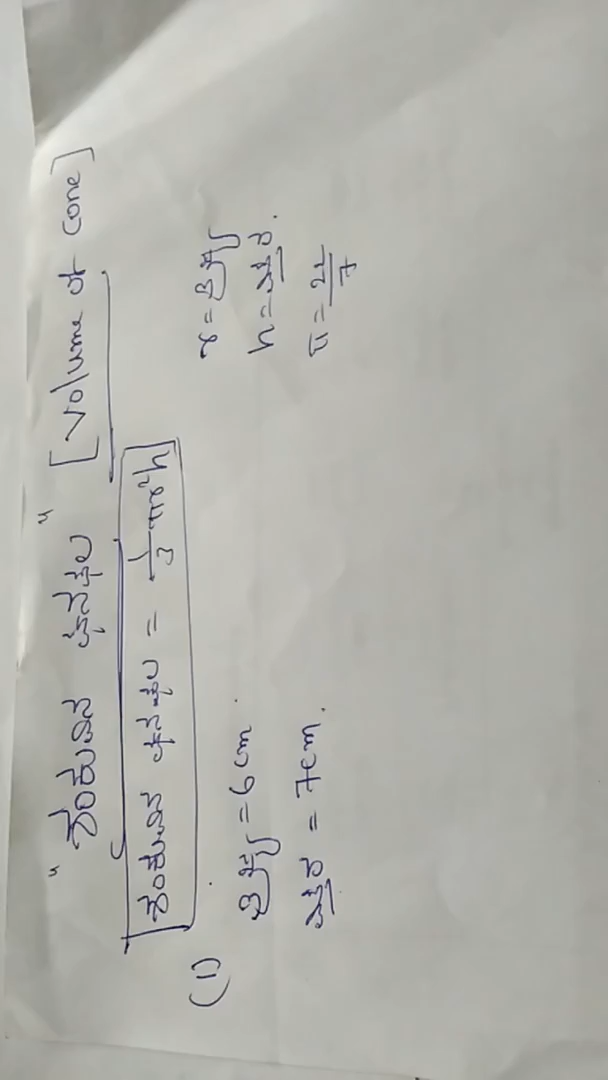 "ಶಂಕುವಿನ ಘನಫಲ" [Volume of cone]
ಶಂಕುವಿನ ಘನಫಲ = 1/3 πr²h
r = ತ್ರಿಜ್ಯ
h = ಎತ್ತರ.
π = 22/7
(1) ತ್ರಿಜ್ಯ = 6cm.
ಎತ್ತರ = 7cm.